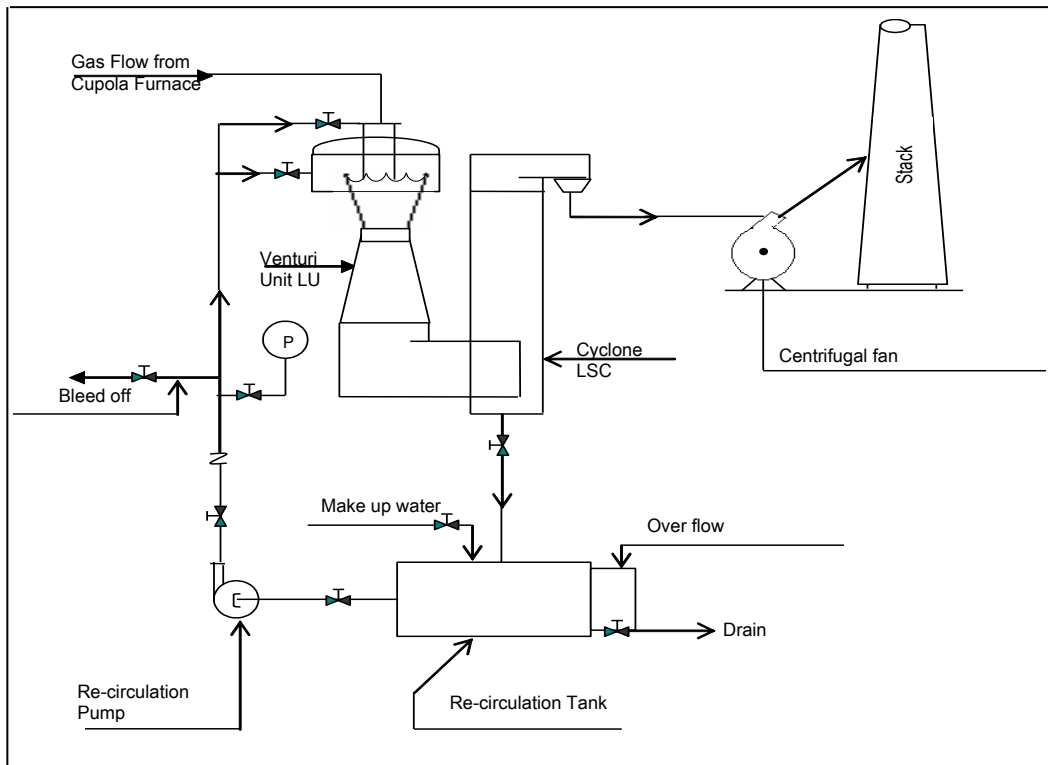 Gas Flow from
Cupola Furnace
Stack
Venturi
Unit LU
P
Centrifugal fan
Cyclone
LSC
Bleed off
Make up water
Over flow
Drain
Re-circulation
Pump
Re-circulation Tank